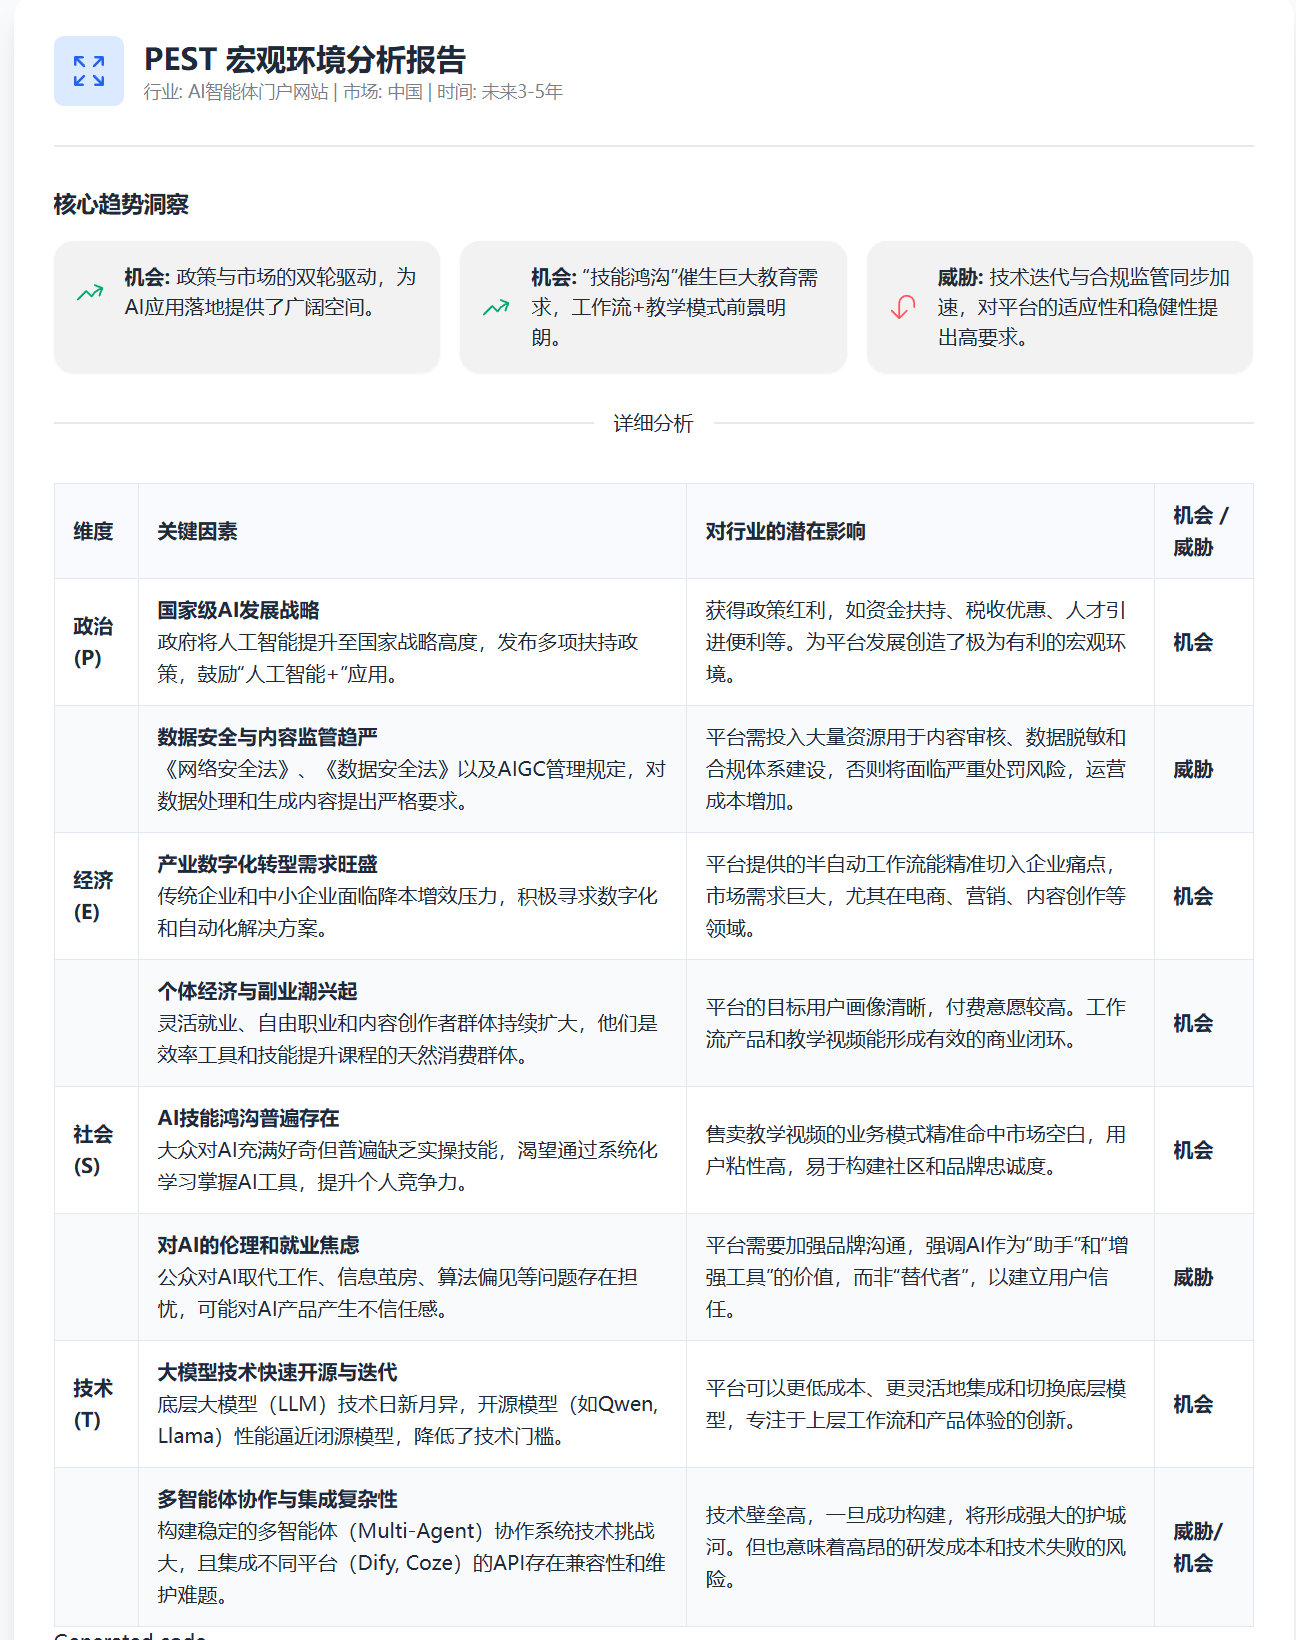 PEST 宏观环境分析报告
行业: AI智能体门户网站 | 市场: 中国 | 时间: 未来3-5年
核心趋势洞察
机会: 政策与市场的双轮驱动，为
AI应用落地提供了广阔空间。
机会: “技能鸿沟”催生巨大教育需
求，工作流+教学模式前景明
朗。
威胁: 技术迭代与合规监管同步加
速，对平台的适应性和稳健性提
出高要求。
详细分析
维度
关键因素
对行业的潜在影响
机会 /
威胁
政治
(P)
国家级AI发展战略
政府将人工智能提升至国家战略高度，发布多项扶持政
策，鼓励“人工智能+”应用。
获得政策红利，如资金扶持、税收优惠、人才引
进便利等。为平台发展创造了极为有利的宏观环
境。
机会
数据安全与内容监管趋严
《网络安全法》、《数据安全法》以及AIGC管理规定，对
数据处理和生成内容提出严格要求。
平台需投入大量资源用于内容审核、数据脱敏和
合规体系建设，否则将面临严重处罚风险，运营
成本增加。
威胁
经济
(E)
产业数字化转型需求旺盛
传统企业和中小企业面临降本增效压力，积极寻求数字化
和自动化解决方案。
平台提供的半自动工作流能精准切入企业痛点，
市场需求巨大，尤其在电商、营销、内容创作等
领域。
机会
个体经济与副业潮兴起
灵活就业、自由职业和内容创作者群体持续扩大，他们是
效率工具和技能提升课程的天然消费群体。
平台的目标用户画像清晰，付费意愿较高。工作
流产品和教学视频能形成有效的商业闭环。
机会
社会
(S)
AI技能鸿沟普遍存在
大众对AI充满好奇但普遍缺乏实操技能，渴望通过系统化
学习掌握AI工具，提升个人竞争力。
售卖教学视频的业务模式精准命中市场空白，用
户粘性高，易于构建社区和品牌忠诚度。
机会
对AI的伦理和就业焦虑
公众对AI取代工作、信息茧房、算法偏见等问题存在担
忧，可能对AI产品产生不信任感。
平台需要加强品牌沟通，强调AI作为“助手”和“增
强工具”的价值，而非“替代者”，以建立用户信
任。
威胁
技术
(T)
大模型技术快速开源与迭代
底层大模型（LLM）技术日新月异，开源模型（如Qwen,
Llama）性能逼近闭源模型，降低了技术门槛。
平台可以更低成本、更灵活地集成和切换底层模
型，专注于上层工作流和产品体验的创新。
机会
多智能体协作与集成复杂性
构建稳定的多智能体（Multi-Agent）协作系统技术挑战
大，且集成不同平台（Dify, Coze）的API存在兼容性和维
护难题。
技术壁垒高，一旦成功构建，将形成强大的护城
河。但也意味着高昂的研发成本和技术失败的风
险。
威胁/
机会
Generated code